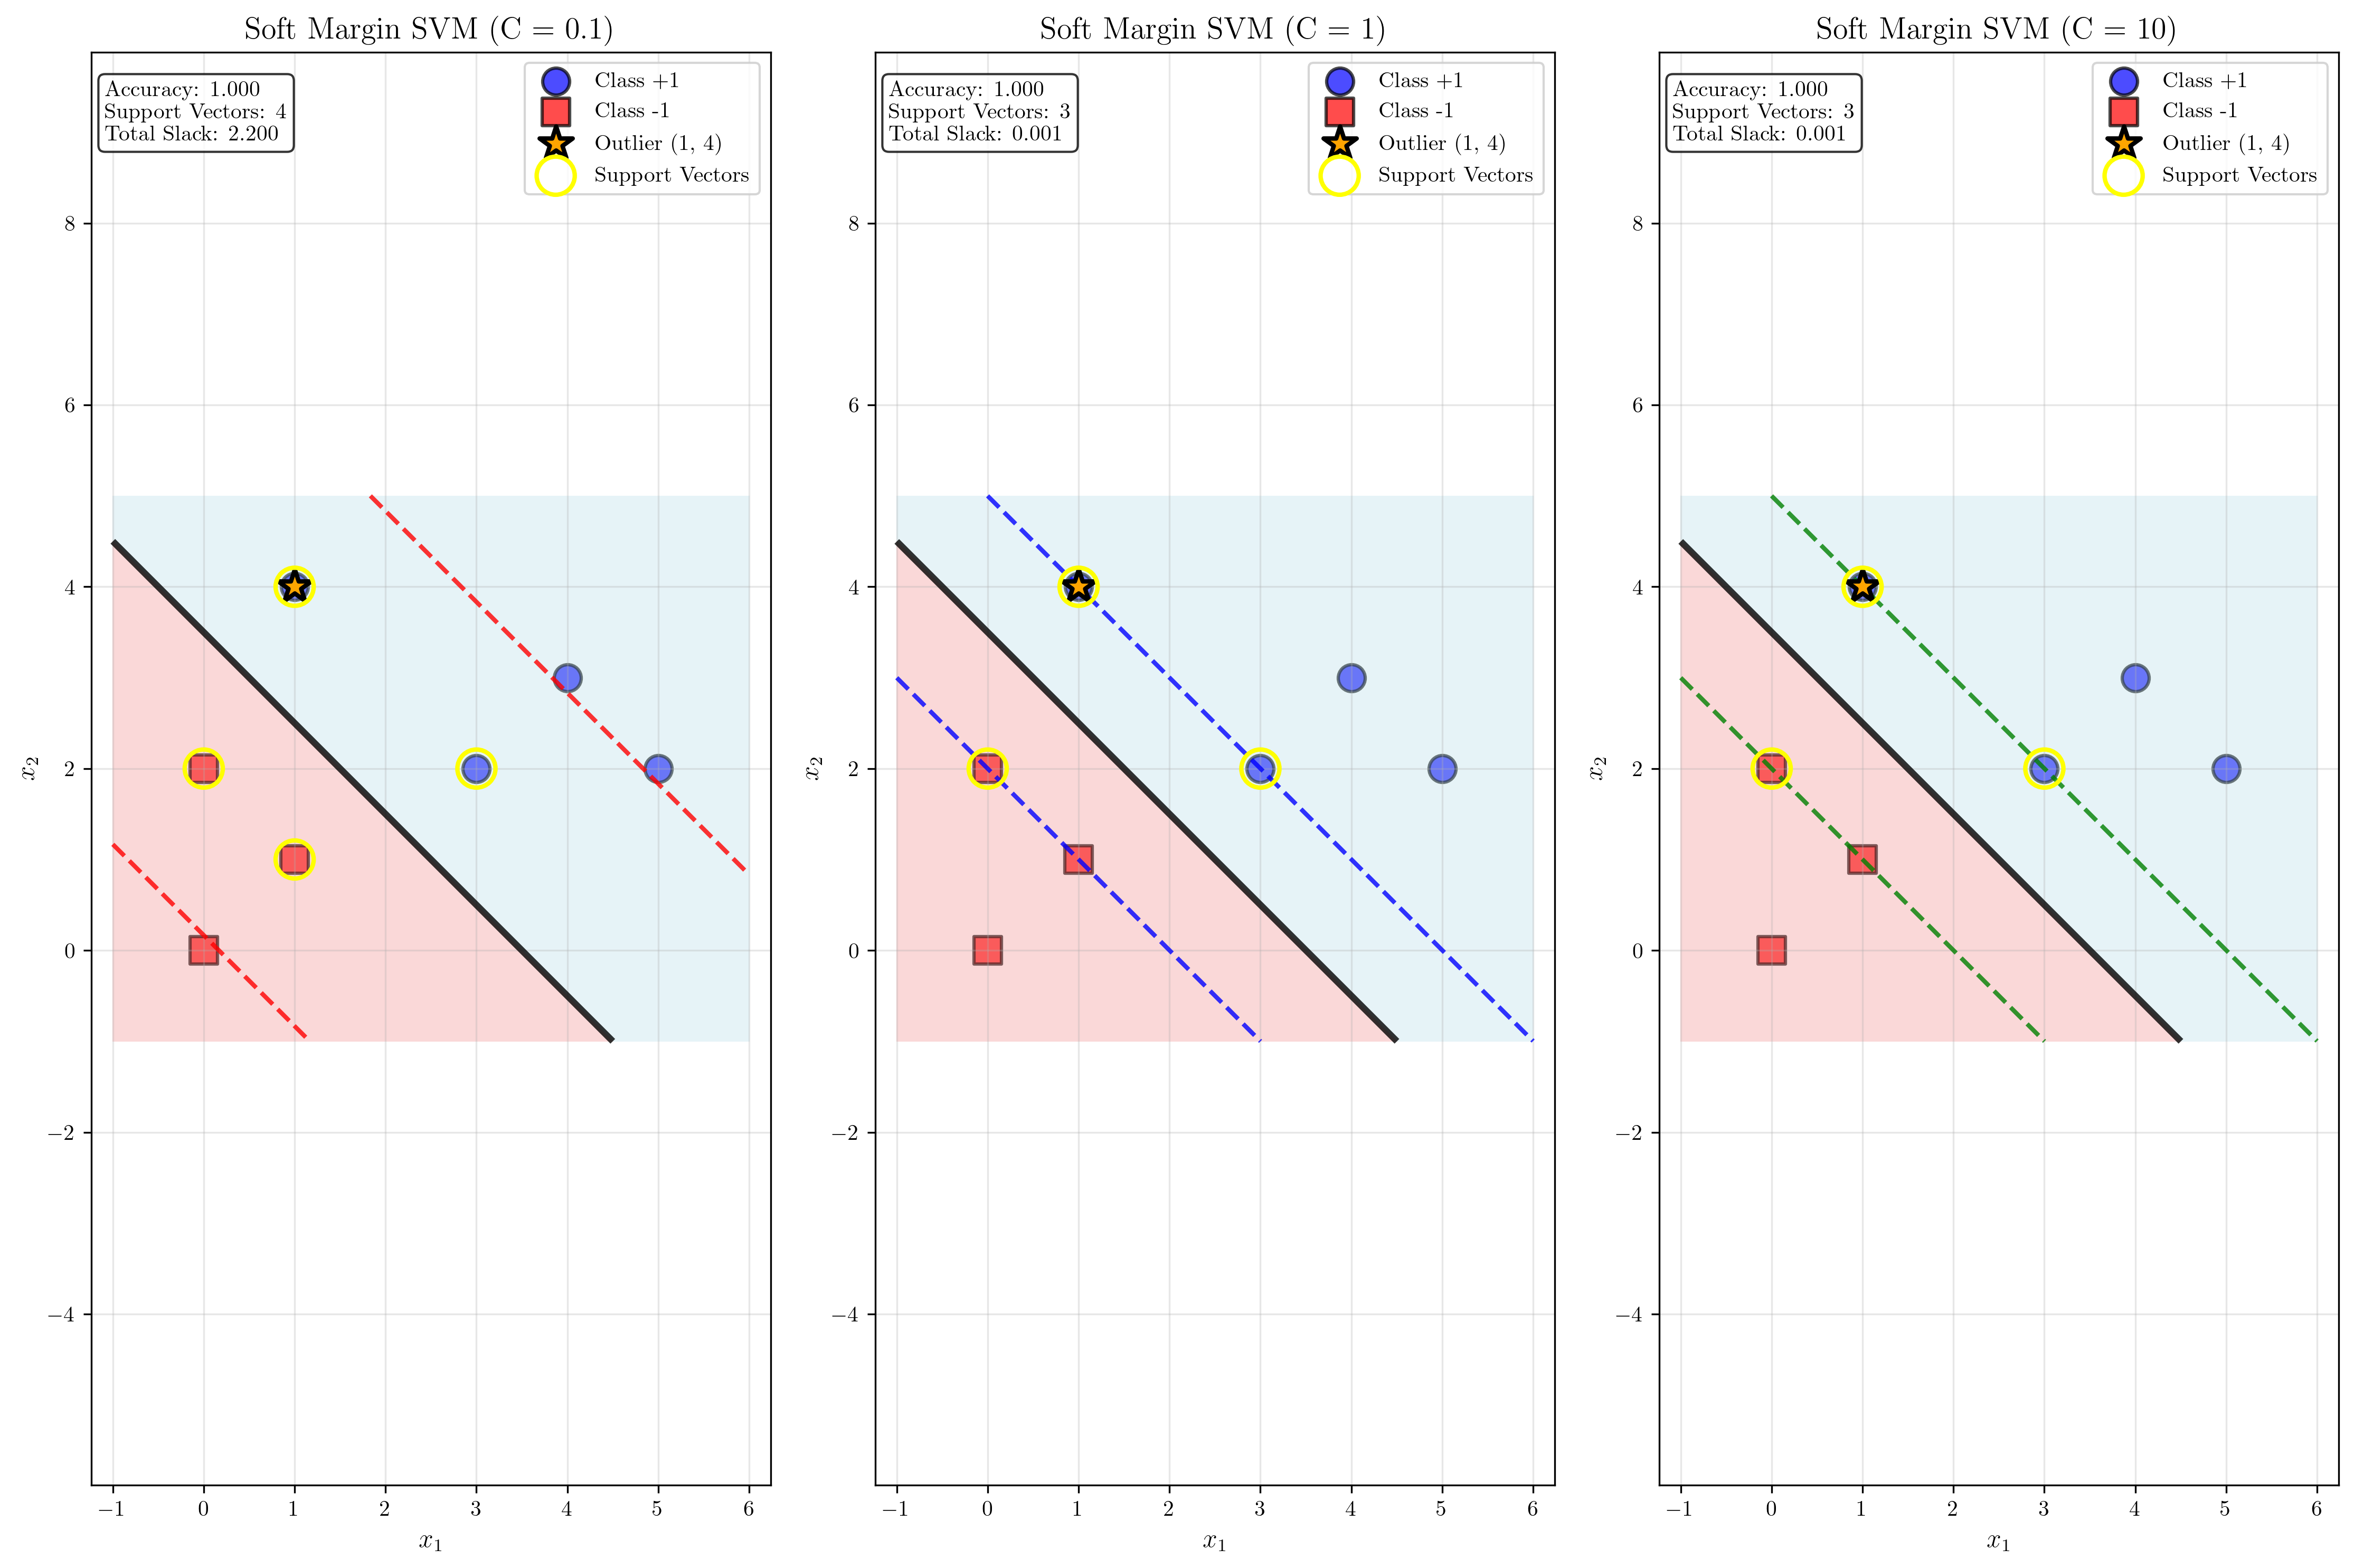 Soft Margin SVM (C = 0.1)
Accuracy: 1.000
Support Vectors: 4
Total Slack: 2.200
Class +1
Class -1
Outlier (1, 4)
Support Vectors
8
6
4
2
0
−2
−4
x2
−1 0 1 2 3 4 5 6
x1
Soft Margin SVM (C = 1)
Accuracy: 1.000
Support Vectors: 3
Total Slack: 0.001
Class +1
Class -1
Outlier (1, 4)
Support Vectors
8
6
4
2
0
−2
−4
x2
−1 0 1 2 3 4 5 6
x1
Soft Margin SVM (C = 10)
Accuracy: 1.000
Support Vectors: 3
Total Slack: 0.001
Class +1
Class -1
Outlier (1, 4)
Support Vectors
8
6
4
2
0
−2
−4
x2
−1 0 1 2 3 4 5 6
x1